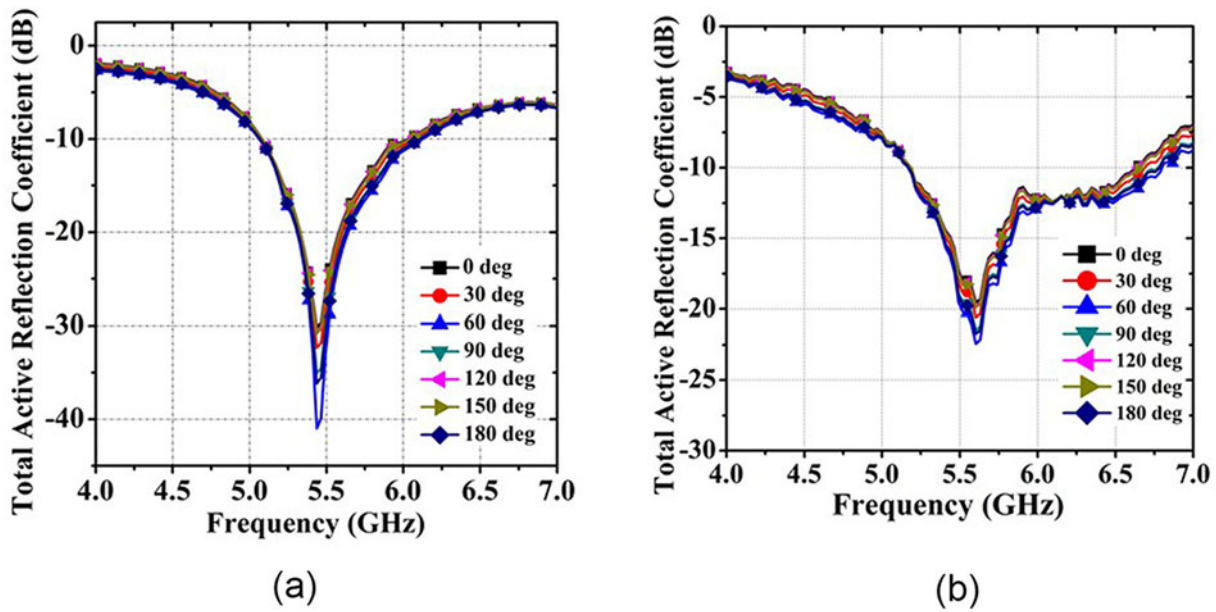 Total Active Reflection Coefficient (dB)
0
-10
-20
-30
-40
0 deg
30 deg
60 deg
90 deg
120 deg
150 deg
180 deg
4.0 4.5 5.0 5.5 6.0 6.5 7.0
Frequency (GHz)
(a)
Total Active Reflection Coefficient (dB)
0
-5
-10
-15
-20
-25
-30
0 deg
30 deg
60 deg
90 deg
120 deg
150 deg
180 deg
4.0 4.5 5.0 5.5 6.0 6.5 7.0
Frequency (GHz)
(b)